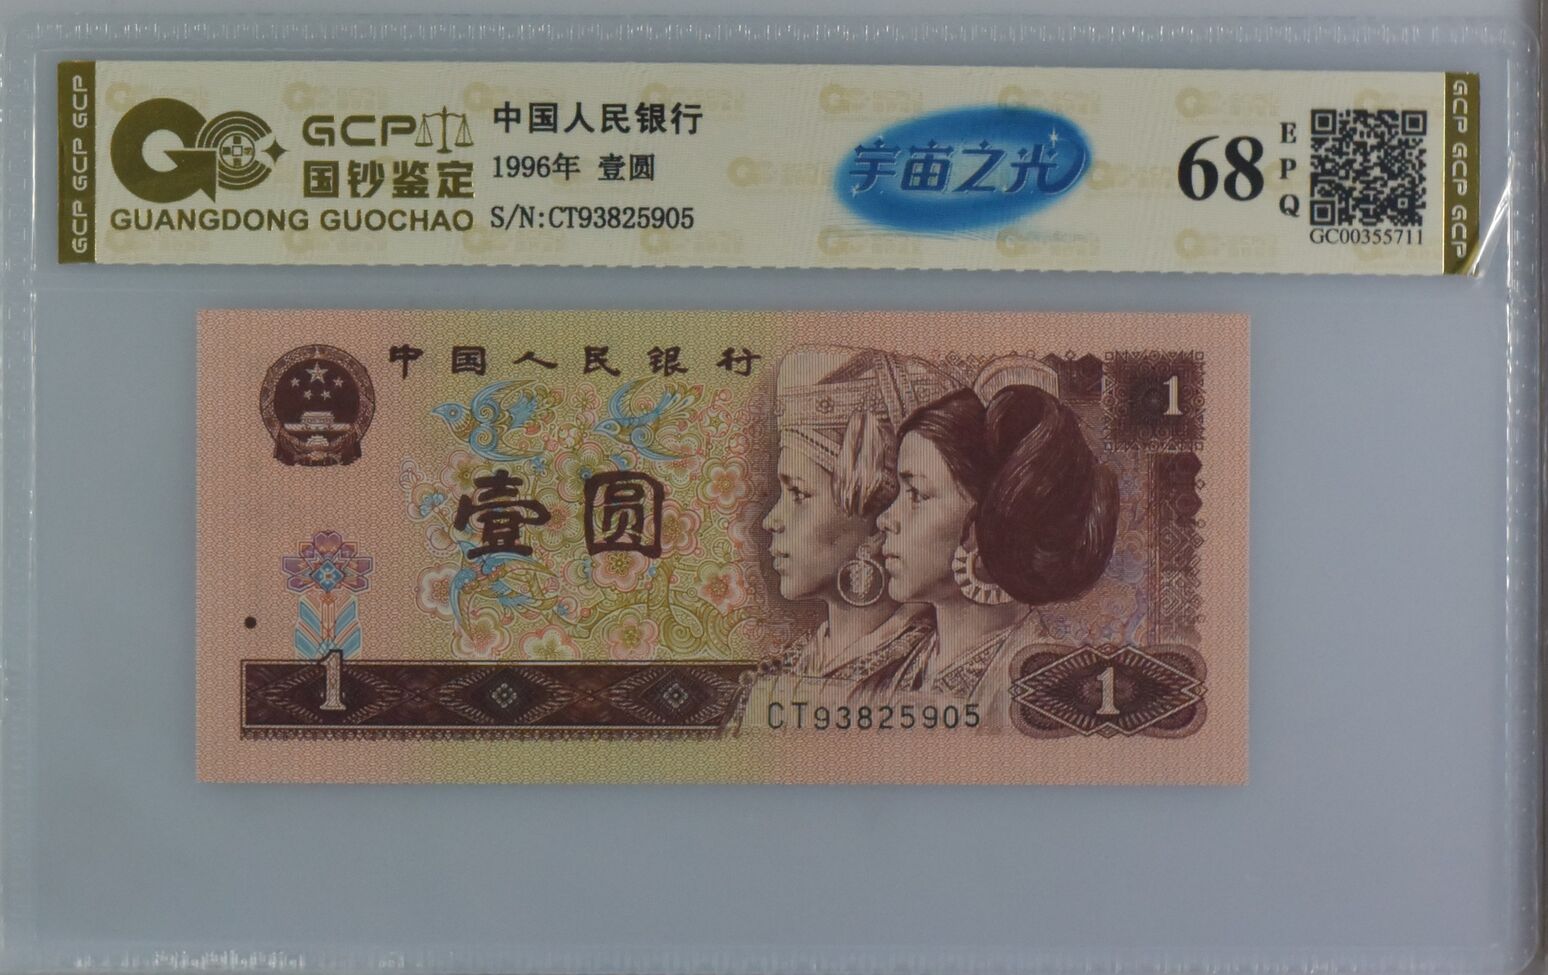 GCP GCP GCP
GCP
国钞鉴定
GUANGDONG GUOCHAO
中国人民银行
1996年 壹圆
S/N:CT93825905
宇宙之光
68
EPQ
GC00355711
GCP GCP GCP
中国人民银行
1
壹圆
1
CT93825905
1